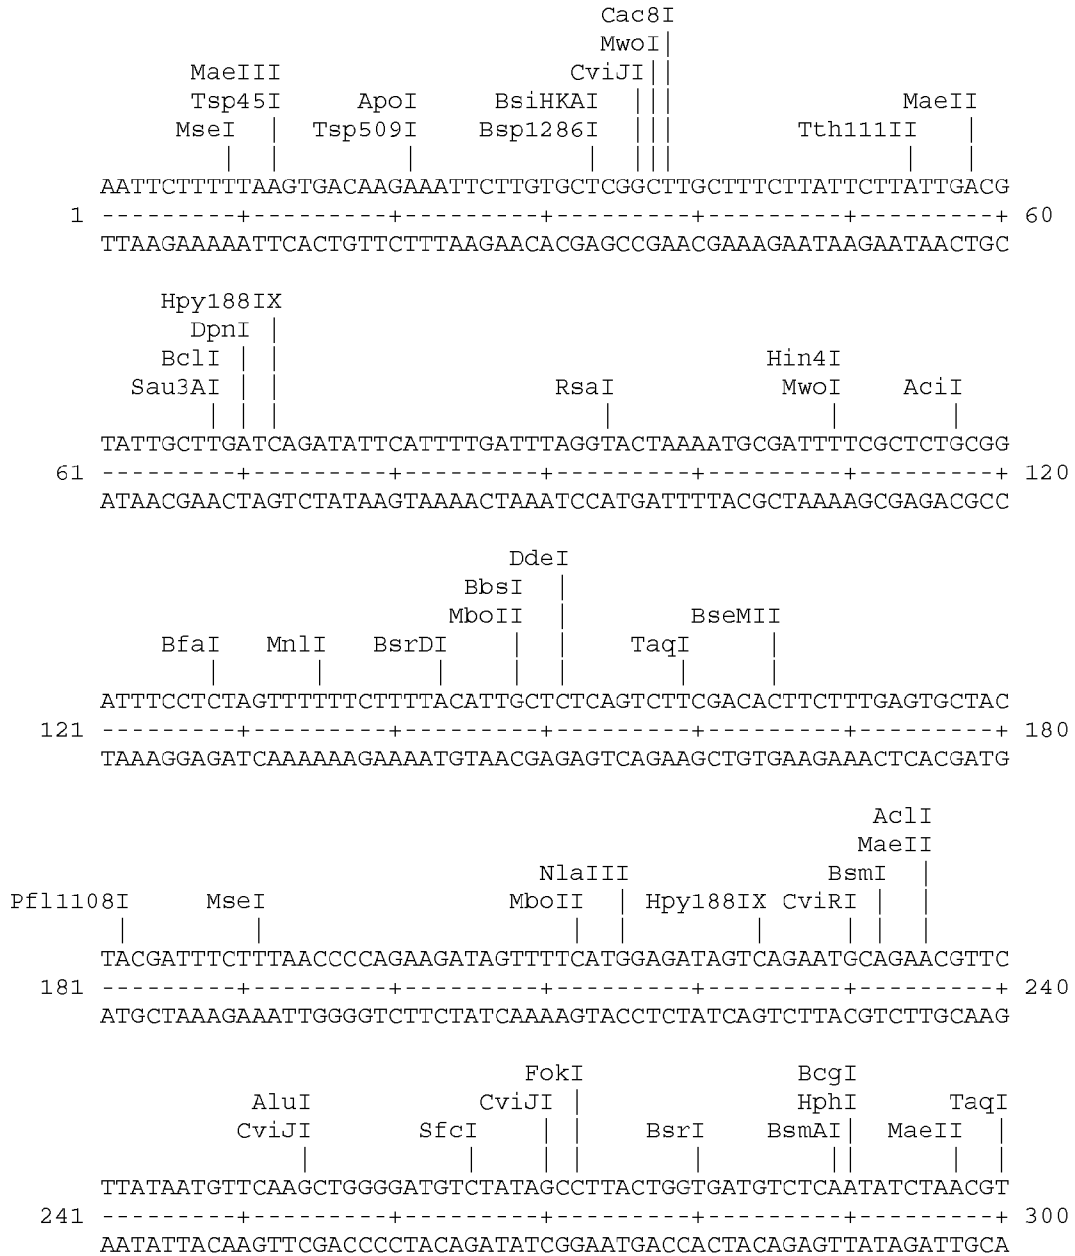 Cac8I
MwoI|
MaeIII CviJI||
Tsp45I ApoI BsiHKAI ||| MaeII
MseI | Tsp509I Bsp1286I ||| Tth111II |
| | | | ||| | |
AATTCTTTTTAAGTGACAAGAAATTCTTGTGCTCGGCTTGCTTTCTTATTCTTATTGACG
1 ---------+---------+---------+---------+---------+---------+ 60
TTAAGAAAAATTCACTGTTCTTTAAGAACACGAGCCGAACGAAAGAATAAGAATAACTGC
Hpy188IX
DpnI |
BclI | | Hin4I
Sau3AI | | RsaI MwoI AciI
| | | | | |
TATTGCTTGATCAGATATTCATTTTGATTTAGGTACTAAAATGCGATTTTCGCTCTGCGG
61 ---------+---------+---------+---------+---------+---------+ 120
ATAACGAACTAGTCTATAAGTAAAACTAAATCCATGATTTTACGCTAAAAGCGAGACGCC
DdeI
BbsI |
MboII | BseMII
BfaI MnlI BsrDI | | TaqI |
| | | | | | |
ATTTCCTCTAGTTTTTTCTTTTACATTGCTCTCAGTCTTCGACACTTCTTTGAGTGCTAC
121 ---------+---------+---------+---------+---------+---------+ 180
TAAAGGAGATCAAAAAAGAAAATGTAACGAGAGTCAGAAGCTGTGAAGAAACTCACGATG
AclI
MaeII
NlaIII BsmI |
Pfl1108I MseI MboII | Hpy188IX CviRI | |
| | | | | | | |
TACGATTTCTTTAACCCCAGAAGATAGTTTTCATGGAGATAGTCAGAATGCAGAACGTTC
181 ---------+---------+---------+---------+---------+---------+ 240
ATGCTAAAGAAATTGGGGTCTTCTATCAAAAGTACCTCTATCAGTCTTACGTCTTGCAAG
FokI BcgI
AluI CviJI | HphI TaqI
CviJI SfcI | | BsrI BsmAI| MaeII |
| | | | | || | |
TTATAATGTTCAAGCTGGGGATGTCTATAGCCTTACTGGTGATGTCTCAATATCTAACGT
241 ---------+---------+---------+---------+---------+---------+ 300
AATATTACAAGTTCGACCCCTACAGATATCGGAATGACCACTACAGAGTTATAGATTGCA